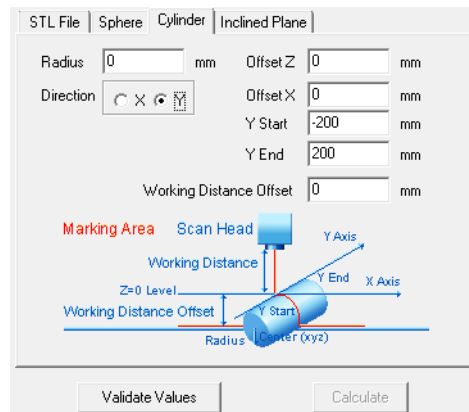 STL File Sphere Cylinder Inclined Plane
Radius 0 mm Offset Z 0 mm
Direction X Y Offset X 0 mm
Y Start -200 mm
Y End 200 mm
Working Distance Offset 0 mm
Marking Area Scan Head Y Axis
Working Distance
Y End X Axis
Z=0 Level
Working Distance Offset Y Start
Radius Center (xyz)
Validate Values Calculate